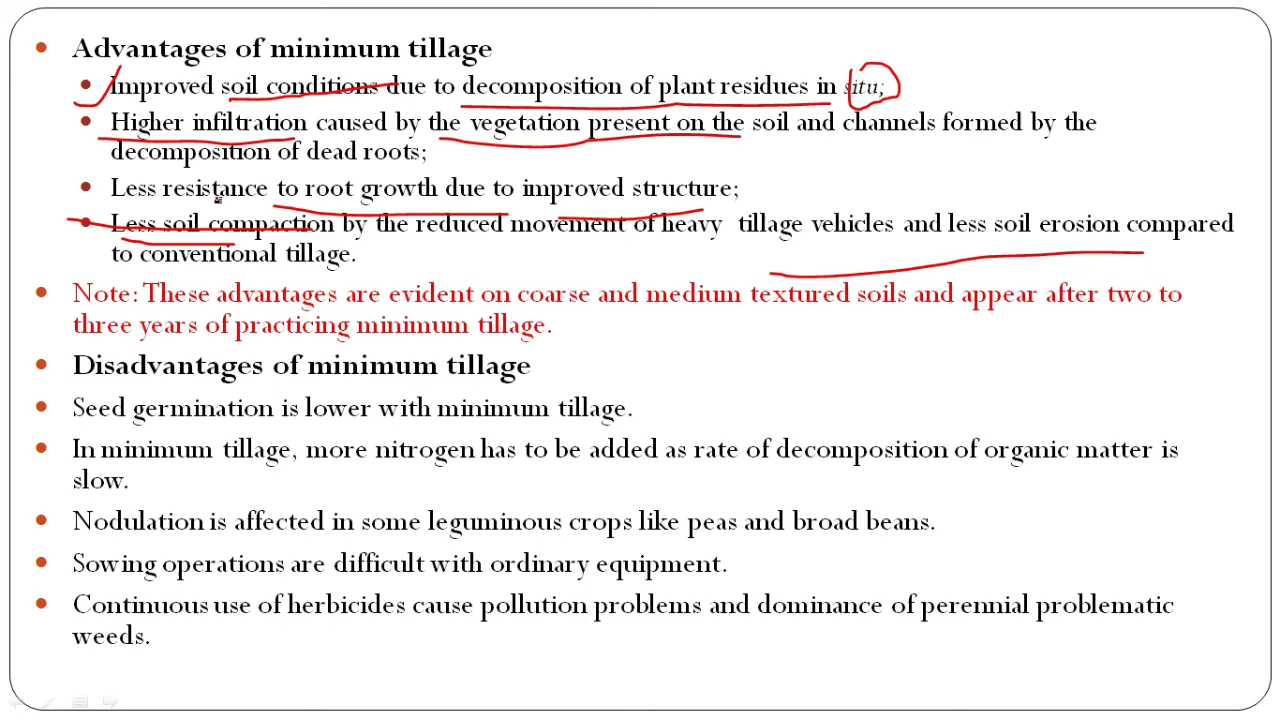 Advantages of minimum tillage
Improved soil conditions due to decomposition of plant residues in situ;
Higher infiltration caused by the vegetation present on the soil and channels formed by the
decomposition of dead roots;
Less resistance to root growth due to improved structure;
Less soil compaction by the reduced movement of heavy tillage vehicles and less soil erosion compared
to conventional tillage.
Note: These advantages are evident on coarse and medium textured soils and appear after two to
three years of practicing minimum tillage.
Disadvantages of minimum tillage
Seed germination is lower with minimum tillage.
In minimum tillage, more nitrogen has to be added as rate of decomposition of organic matter is
slow.
Nodulation is affected in some leguminous crops like peas and broad beans.
Sowing operations are difficult with ordinary equipment.
Continuous use of herbicides cause pollution problems and dominance of perennial problematic
weeds.